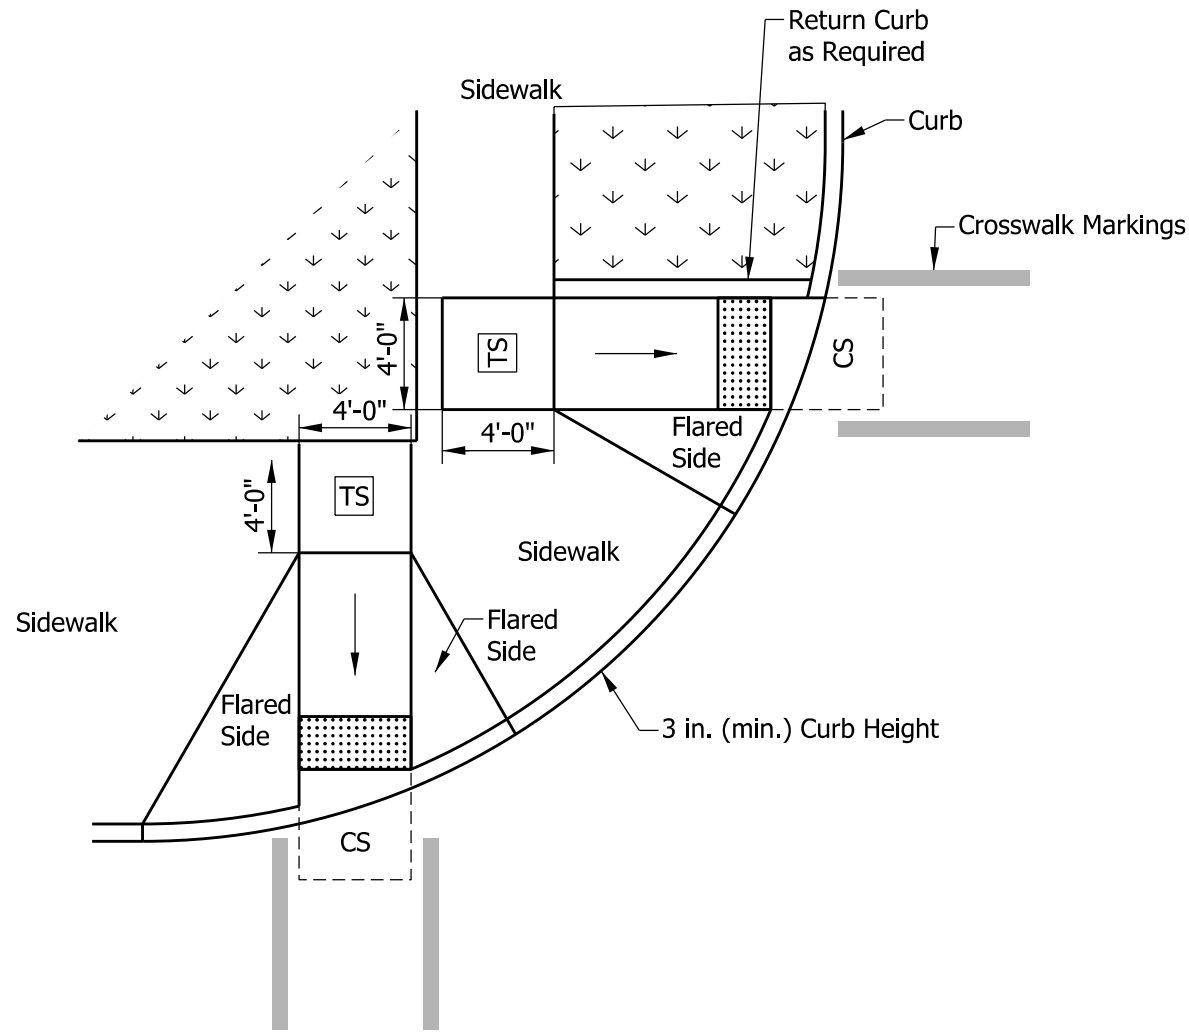 Return Curb
as Required
Sidewalk
Curb
Crosswalk Markings
4'-0"
TS
CS
4'-0"
4'-0"
Flared
Side
4'-0"
TS
Sidewalk
Sidewalk
Flared
Side
Flared
Side
3 in. (min.) Curb Height
CS